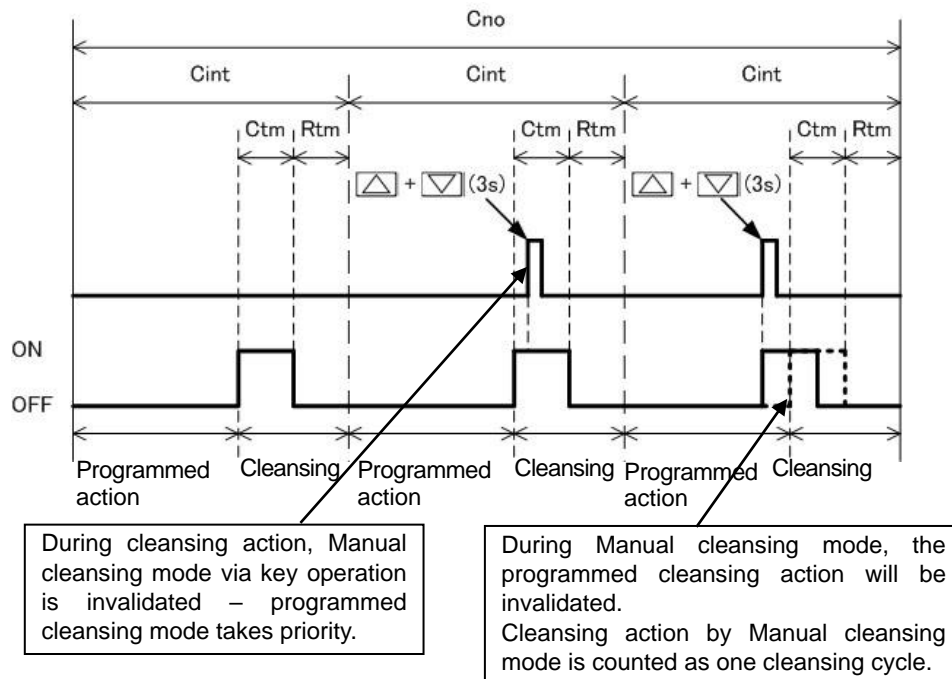 Cno
Cint Cint Cint
Ctm Rtm Ctm Rtm Ctm Rtm
△ + ▽ (3s) △ + ▽ (3s)
ON
OFF
Programmed action
Cleansing
Programmed action
Cleansing
Programmed action
Cleansing
During cleansing action, Manual
cleansing mode via key operation
is invalidated – programmed
cleansing mode takes priority.
During Manual cleansing mode, the
programmed cleansing action will be
invalidated.
Cleansing action by Manual cleansing
mode is counted as one cleansing cycle.